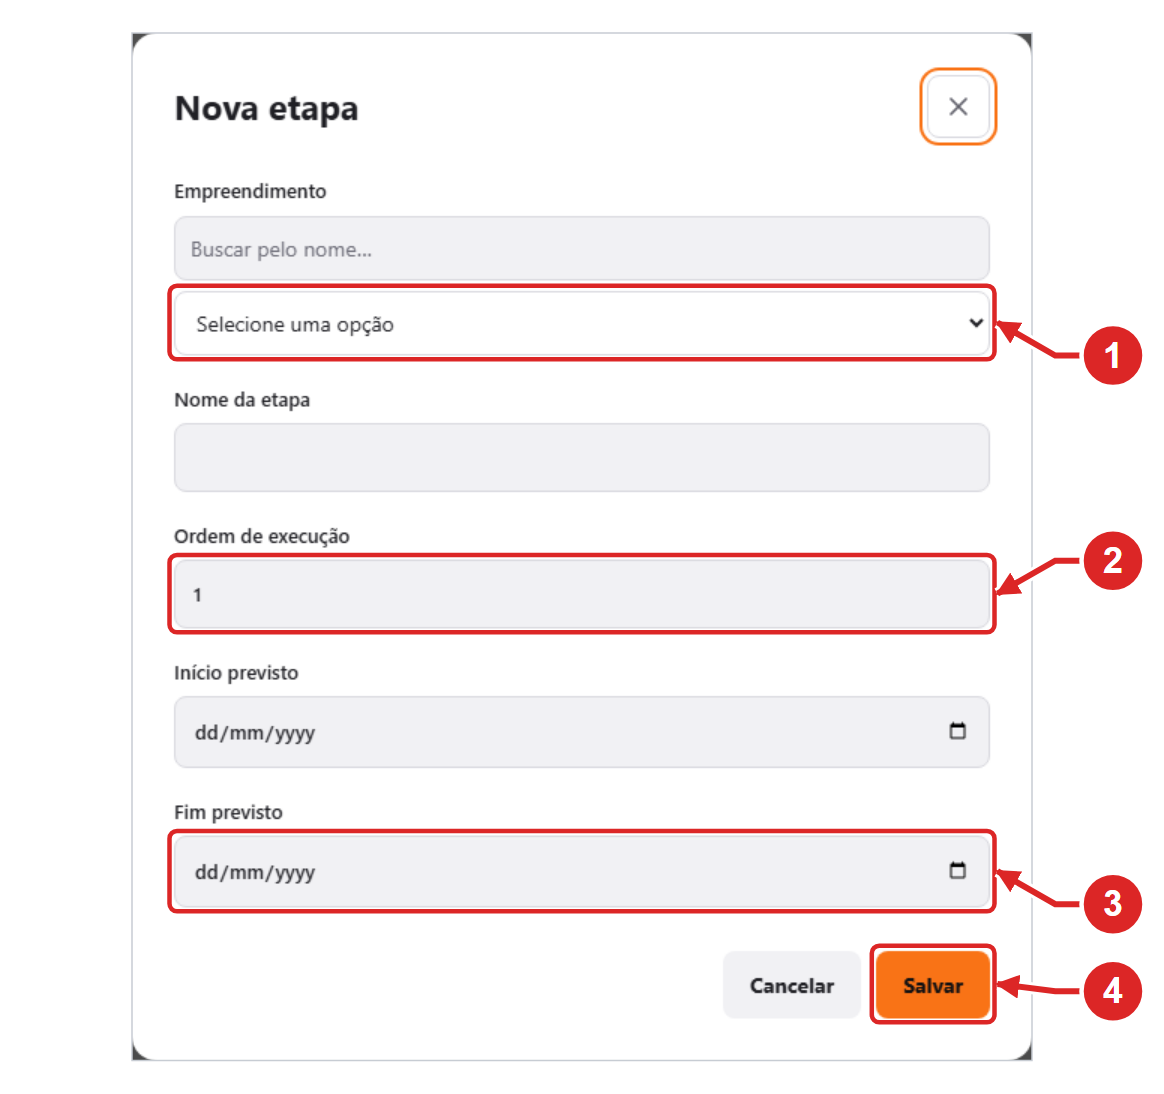 Nova etapa
Empreendimento
Buscar pelo nome...
Selecione uma opção
1
Nome da etapa
Ordem de execução
2
1
Início previsto
dd/mm/yyyy
Fim previsto
dd/mm/yyyy
3
Cancelar
Salvar
4